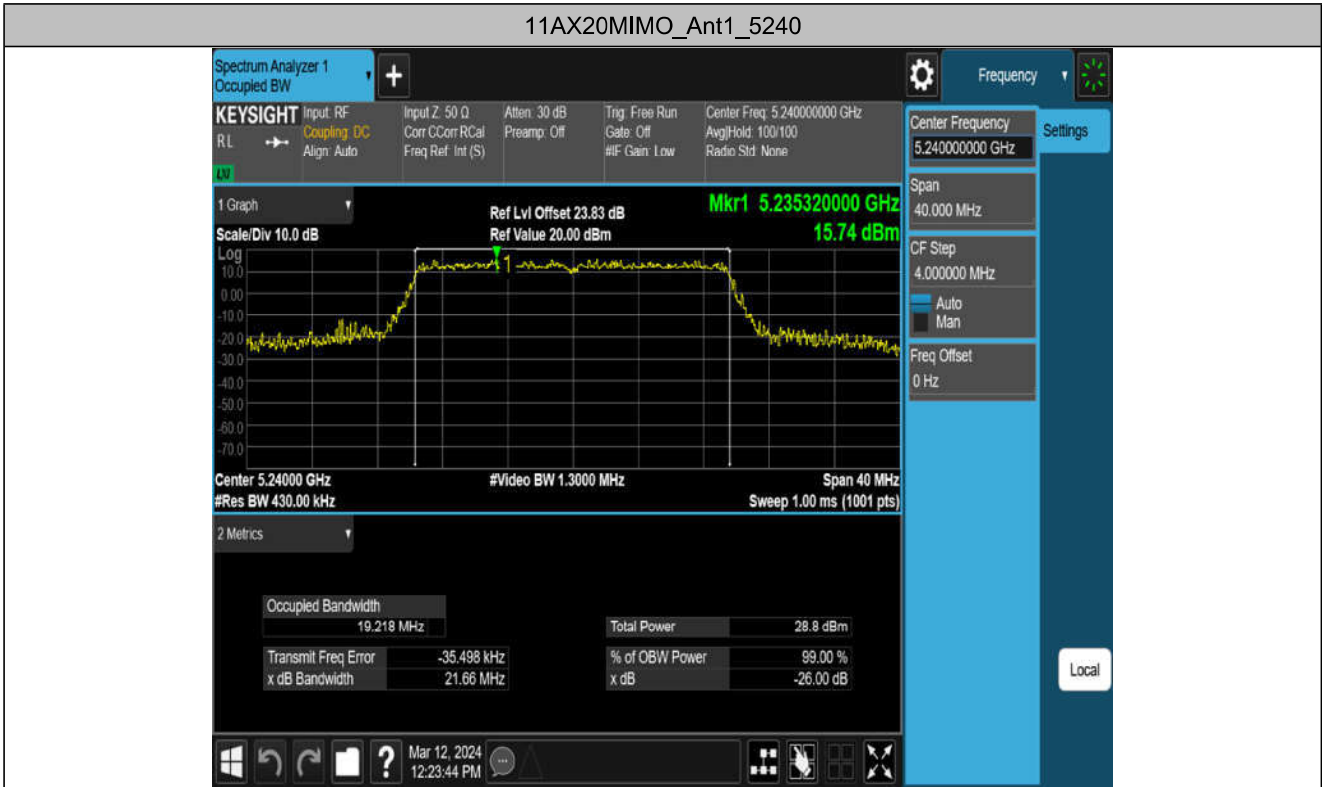 11AX20MIMO_Ant1_5240
Spectrum Analyzer 1
Occupied BW
+
Frequency
KEYSIGHT
R L
LXI
Input: RF
Coupling: DC
Align: Auto
Input Z: 50 Ω
Corr CCorr RCal
Freq Ref: Int (S)
Atten: 30 dB
Preamp: Off
Trig: Free Run
Gate: Off
#IF Gain: Low
Center Freq: 5.240000000 GHz
Avg|Hold: 100/100
Radio Std: None
Center Frequency
5.240000000 GHz
Settings
Span
40.000 MHz
CF Step
4.000000 MHz
Auto
Man
Freq Offset
0 Hz
Local
1 Graph
Scale/Div 10.0 dB
Ref Lvl Offset 23.83 dB
Ref Value 20.00 dBm
Mkr1 5.235320000 GHz
15.74 dBm
Log
10.0
0.00
-10.0
-20.0
-30.0
-40.0
-50.0
-60.0
-70.0
1
Center 5.24000 GHz
#Res BW 430.00 kHz
#Video BW 1.3000 MHz
Span 40 MHz
Sweep 1.00 ms (1001 pts)
2 Metrics
Occupied Bandwidth
19.218 MHz
Total Power 28.8 dBm
Transmit Freq Error -35.498 kHz
% of OBW Power 99.00 %
x dB Bandwidth 21.66 MHz
x dB -26.00 dB
?
Mar 12, 2024
12:23:44 PM